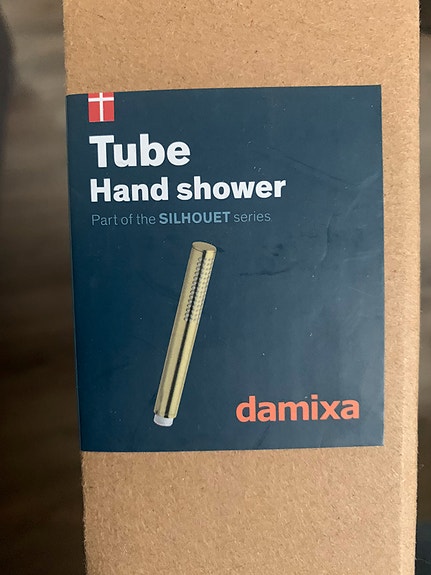 Tube
Hand shower
Part of the SILHOUET series
damixa